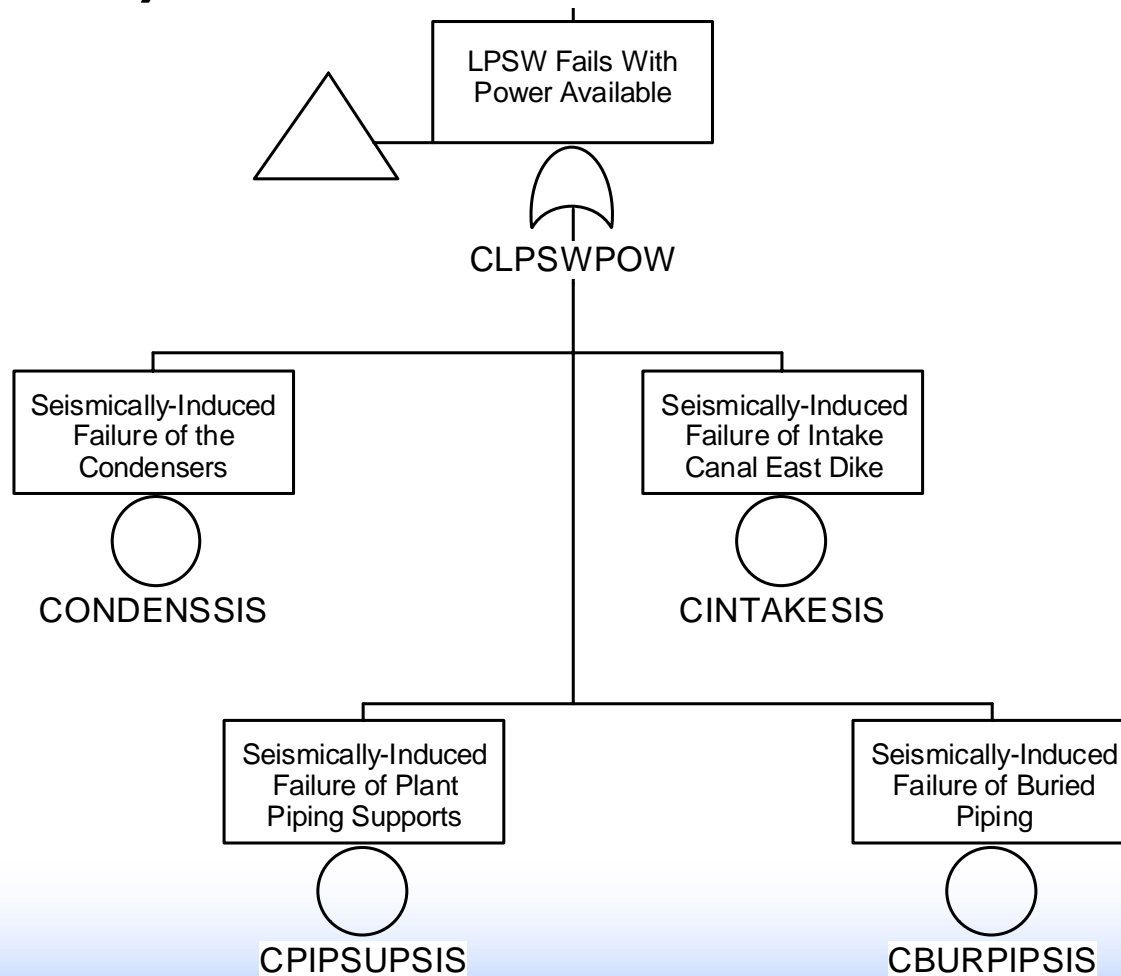 LPSW Fails With
Power Available
CLPSWPOW
Seismically-Induced
Failure of the
Condensers
CONDENSSIS
Seismically-Induced
Failure of Intake
Canal East Dike
CINTAKESIS
Seismically-Induced
Failure of Plant
Piping Supports
CPIPSUPSIS
Seismically-Induced
Failure of Buried
Piping
CBURPIPSIS